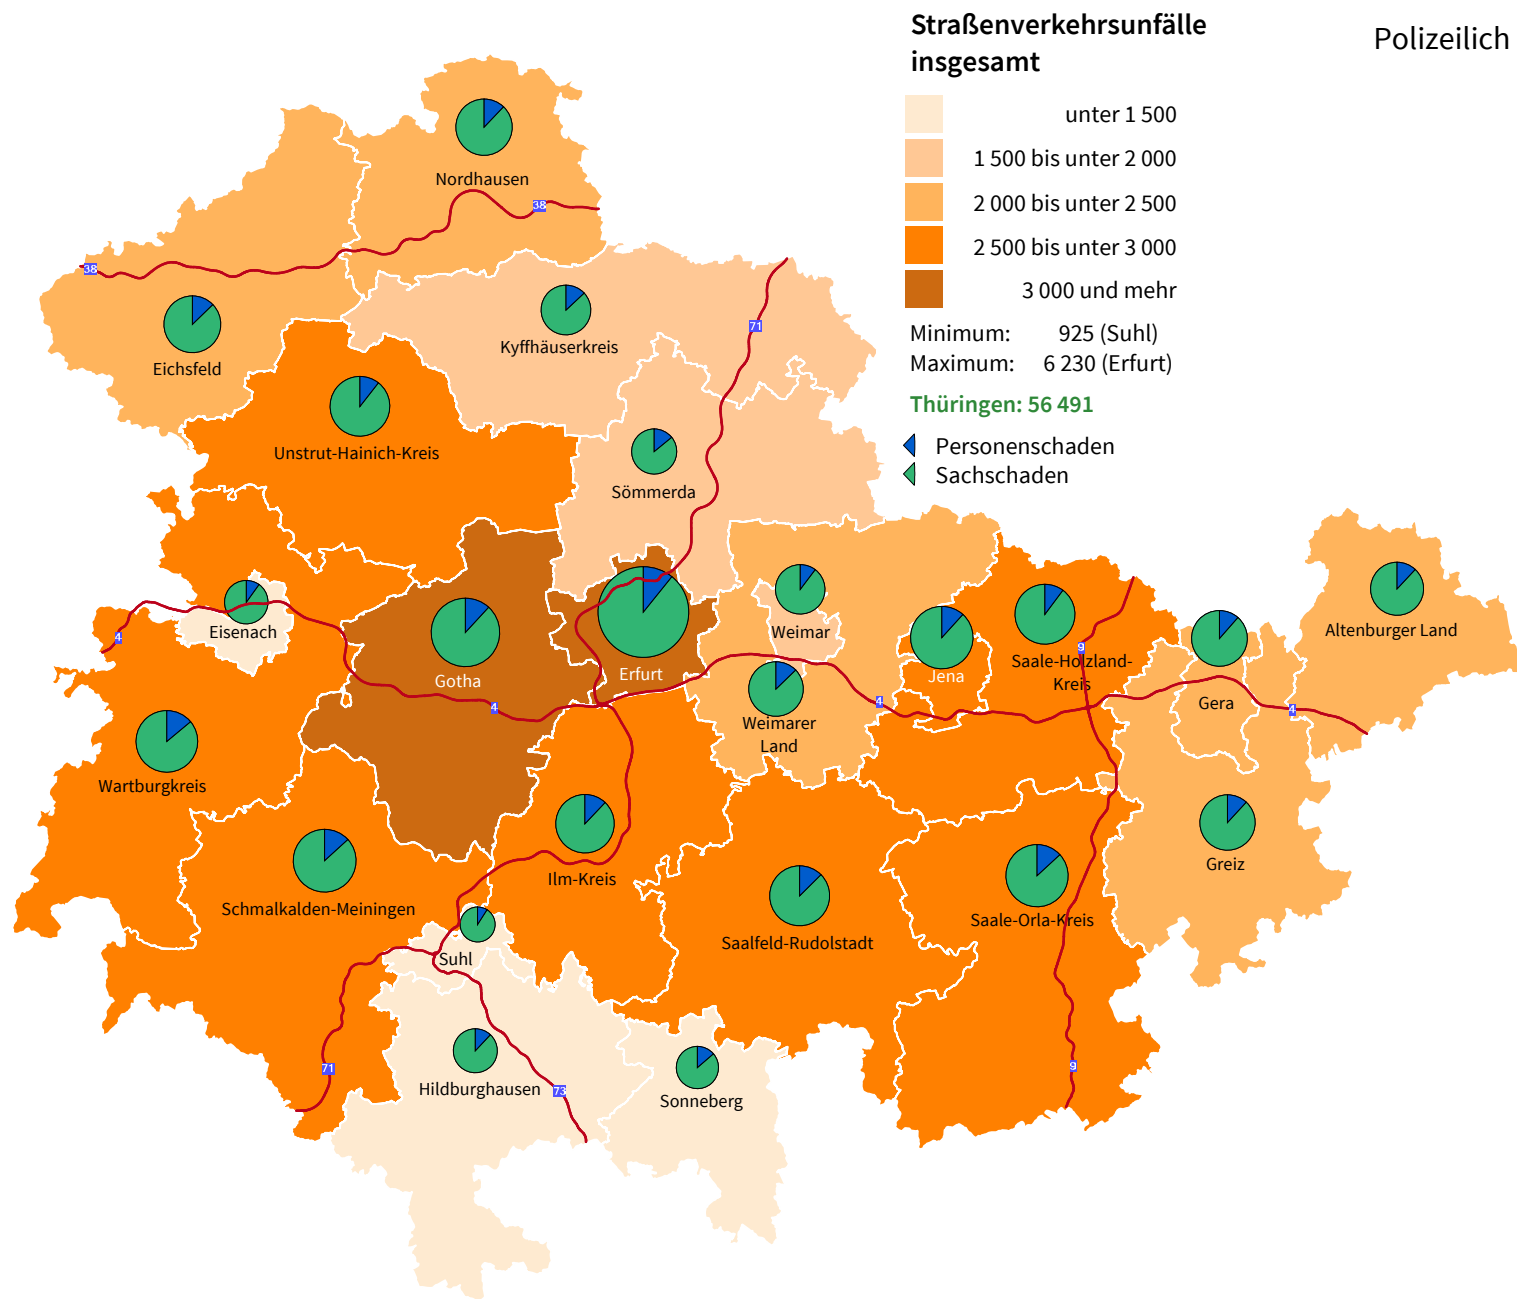 Straßenverkehrsunfälle
insgesamt
Polizeilich
unter 1 500
1 500 bis unter 2 000
2 000 bis unter 2 500
2 500 bis unter 3 000
3 000 und mehr
Minimum: 925 (Suhl)
Maximum: 6 230 (Erfurt)
Thüringen: 56 491
Personenschaden
Sachschaden
Nordhausen
38
38
71
Kyffhäuserkreis
Eichsfeld
Unstrut-Hainich-Kreis
Sömmerda
Eisenach
4
Weimar
Altenburger Land
9
Saale-Holzland-
Kreis
Gotha
Erfurt
Jena
4
4
4
Gera
Weimarer
Land
Wartburgkreis
Greiz
Ilm-Kreis
Schmalkalden-Meiningen
Saale-Orla-Kreis
Saalfeld-Rudolstadt
Suhl
71
9
Hildburghausen
73
Sonneberg